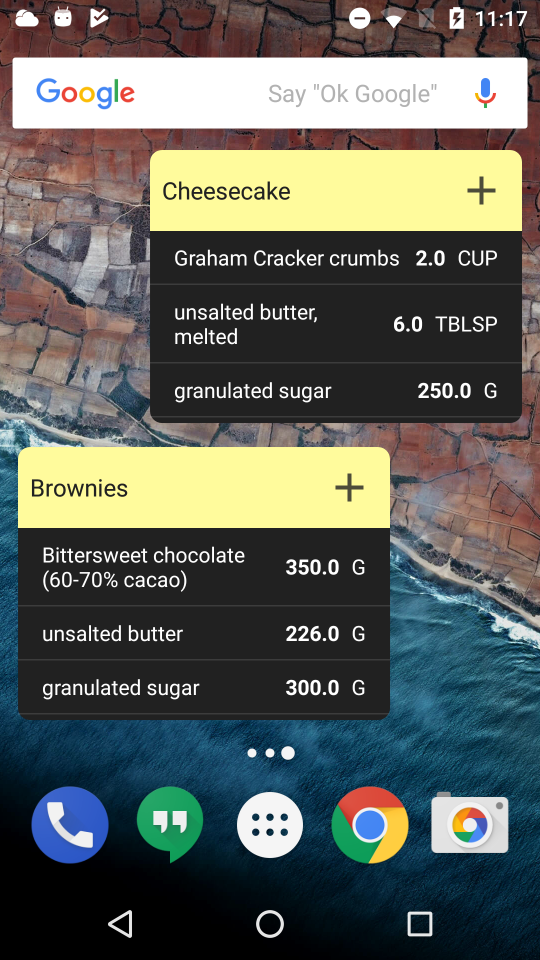 11:17
Google
Say "Ok Google"
Cheesecake
Graham Cracker crumbs 2.0 CUP
unsalted butter,
melted
6.0 TBLSP
granulated sugar 250.0 G
Brownies
Bittersweet chocolate
(60-70% cacao)
350.0 G
unsalted butter 226.0 G
granulated sugar 300.0 G